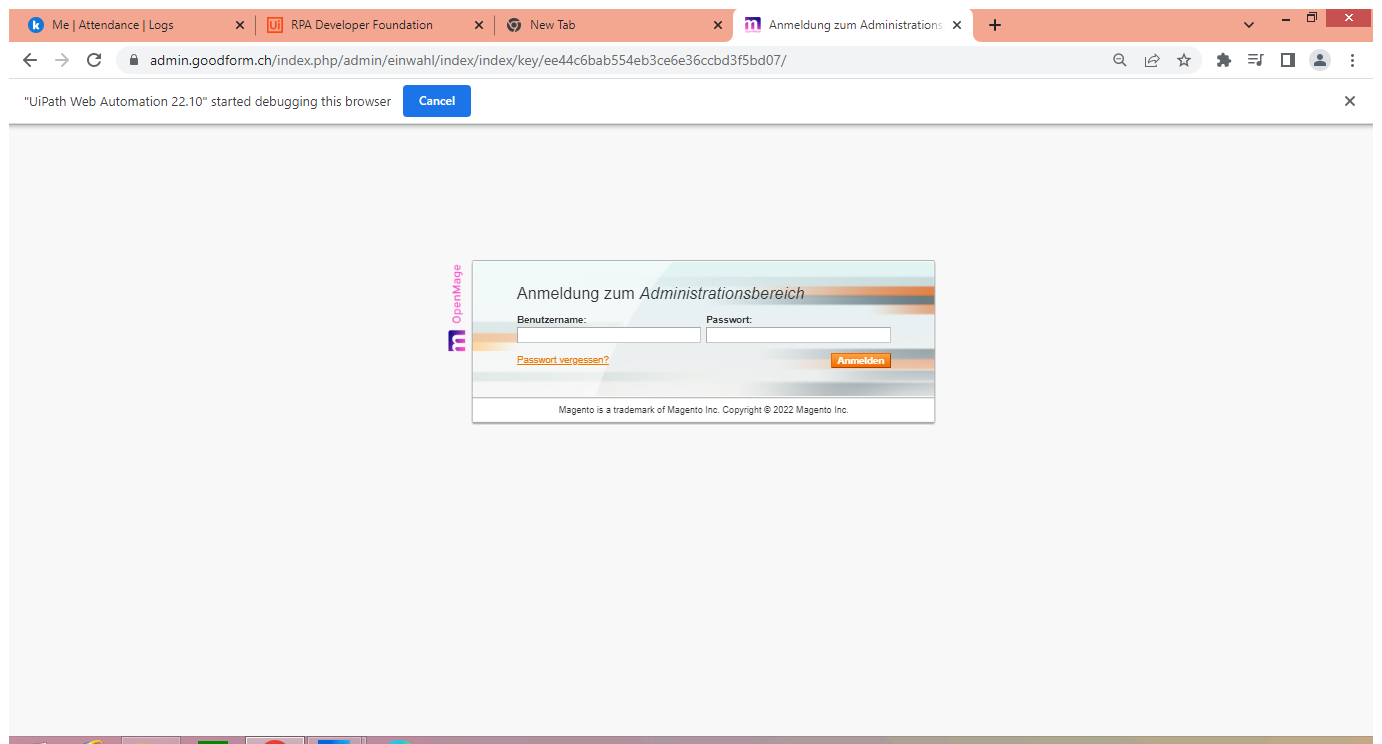 Me | Attendance | Logs
RPA Developer Foundation
New Tab
Anmeldung zum Administrations
admin.goodform.ch/index.php/admin/einwahl/index/index/key/ee44c6bab554eb3ce6e36ccbd3f5bd07/
"UiPath Web Automation 22.10" started debugging this browser
Cancel
OpenMage
Anmeldung zum Administrationsbereich
Benutzername:
Passwort:
Passwort vergessen?
Anmelden
Magento is a trademark of Magento Inc. Copyright © 2022 Magento Inc.